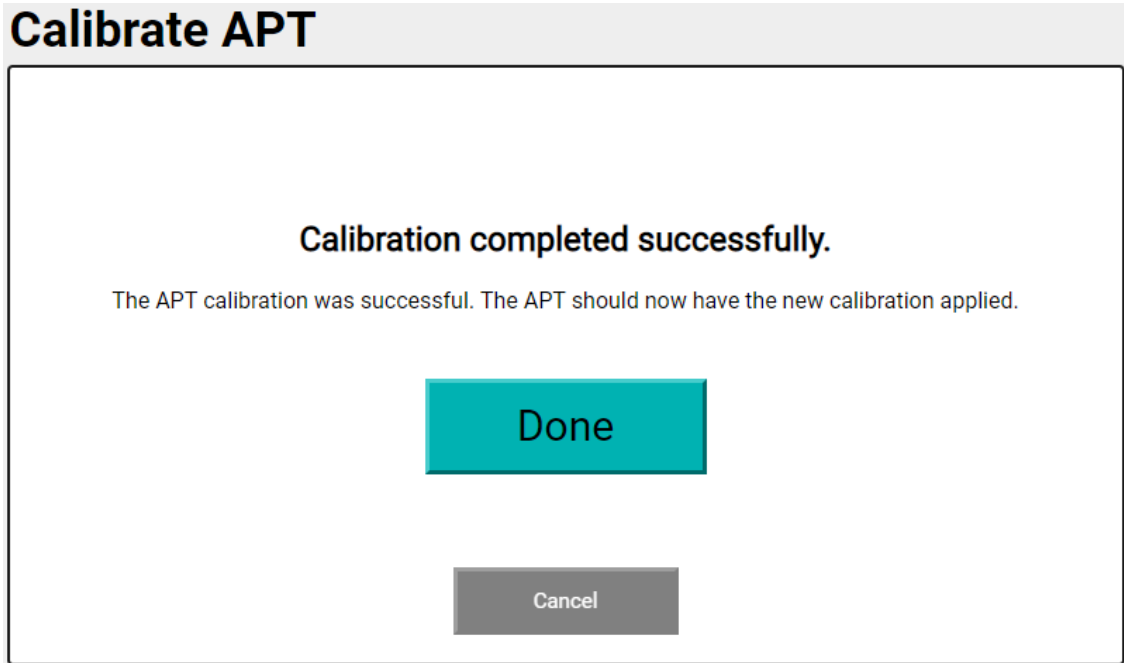 Calibrate APT
Calibration completed successfully.
The APT calibration was successful. The APT should now have the new calibration applied.
Done
Cancel